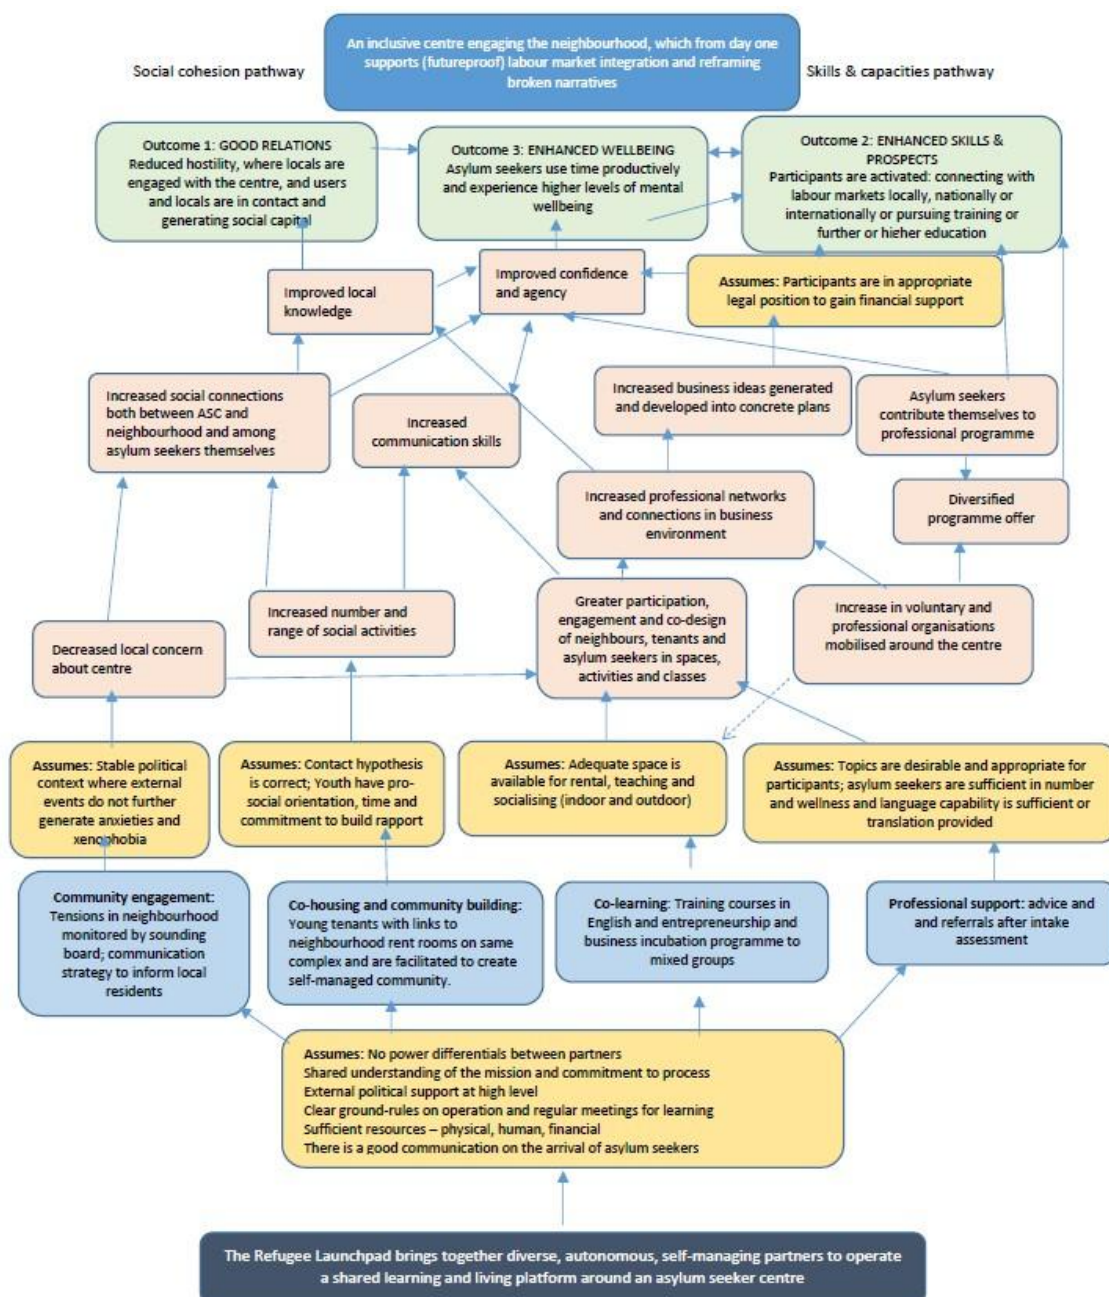 An inclusive centre engaging the neighbourhood, which from day one
supports (futureproof) labour market integration and reframing
broken narratives
Social cohesion pathway
Skills & capacities pathway
Outcome 1: GOOD RELATIONS
Reduced hostility, where locals are
engaged with the centre, and users
and locals are in contact and
generating social capital
Outcome 3: ENHANCED WELLBEING
Asylum seekers use time productively
and experience higher levels of mental
wellbeing
Outcome 2: ENHANCED SKILLS &
PROSPECTS
Participants are activated: connecting with
labour markets locally, nationally or
internationally or pursuing training or
further or hieher education
Improved local
knowledge
Improved confidence
and agency
Assumes: Participants are in appropriate
legal position to gain financial support
Increased social connections
both between ASC and
neighbourhood and among
asylum seekers themselves
Increased
communication skills
Increased business ideas generated
and developed into concrete plans
Asylum seekers
contribute themselves to
professional programme
Increased professional networks
and connections in business
environment
Diversified
programme offer
Decreased local concern
about centre
Increased number and
range of social activities
Greater participation,
engagement and co-design
of neighbours, tenants and
asylum seekers in spaces,
activities and classes
Increase in voluntary and
professional organisations
mobilised around the centre
Assumes: Stable political
context where external
events do not further
generate anxieties and
xenophobia
Assumes: Contact hypothesis
is correct; Youth have pro-
social orientation, time and
commitment to build rapport
Assumes: Adequate space is
available for rental, teaching and
socialising (indoor and outdoor)
Assumes: Topics are desirable and appropriate for
participants; asylum seekers are sufficient in number
and wellness and language capability is sufficient or
translation provided
Community engagement:
Tensions in neighbourhood
monitored by sounding
board; communication
strategy to inform local
residents
Co-housing and community building:
Young tenants with links to
neighbourhood rent rooms on same
complex and are facilitated to create
self-managed community.
Co-learning: Training courses in
English and entrepreneurship and
business incubation programme to
mixed groups
Professional support: advice and
and referrals after intake
assessment
Assumes: No power differentials between partners
Shared understanding of the mission and commitment to process
External political support at high level
Clear ground-rules on operation and regular meetings for learning
Sufficient resources – physical, human, financial
There is a good communication on the arrival of asylum seekers
The Refugee Launchpad brings together diverse, autonomous, self-managing partners to operate
a shared learning and living platform around an asylum seeker centre